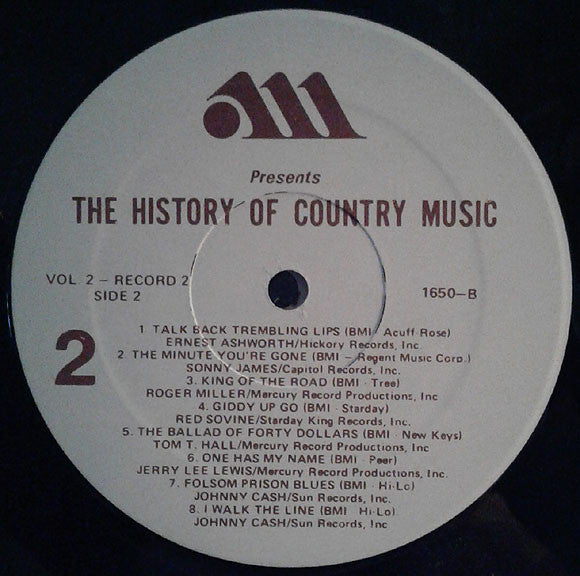 Presents
THE HISTORY OF COUNTRY MUSIC
VOL 2 - RECORD 2
SIDE 2
1650-B
2
1 TALK BACK TREMBLING LIPS (BMI - Acuff-Rose)
ERNEST ASHWORTH/Hickory Records, Inc.
2. THE MINUTE YOU'RE GONE (BMI - Regent Music Corp.)
SONNY JAMES/Capitol Records, Inc.
3. KING OF THE ROAD (BMI - Tree)
ROGER MILLER/Mercury Record Productions, Inc
4. GIDDY UP GO (BMI - Starday)
RED SOVINE/Starday King Records, Inc.
5. THE BALLAD OF FORTY DOLLARS (BMI - New Keys)
TOM T. HALL/Mercury Record Productions, Inc
6. ONE HAS MY NAME (BMI - Peer)
JERRY LEE LEWIS/Mercury Record Productions, Inc.
7. FOLSOM PRISON BLUES (BMI - Hi-Lo)
JOHNNY CASH/Sun Records, Inc.
8. I WALK THE LINE (BMI Hi-Lo)
JOHNNY CASH/Sun Records, Inc